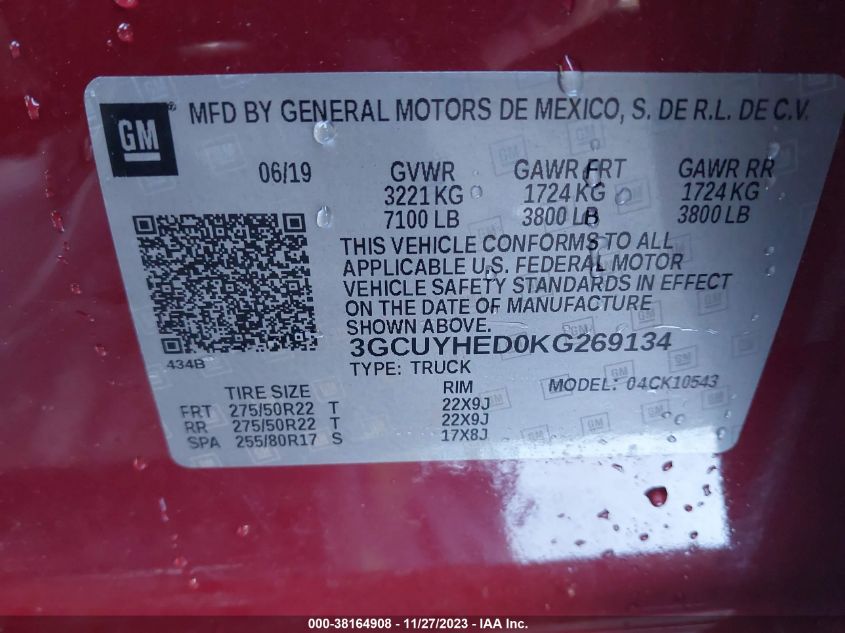 GM ® MFD BY GENERAL MOTORS DE MEXICO, S. DE R.L. DE C.V.
06/19 GVWR GAWR FRT GAWR RR
3221 KG 1724 KG 1724 KG
7100 LB 3800 LB 3800 LB
THIS VEHICLE CONFORMS TO ALL
APPLICABLE U.S. FEDERAL MOTOR
VEHICLE SAFETY STANDARDS IN EFFECT
ON THE DATE OF MANUFACTURE
SHOWN ABOVE.
434B 3GCUYHED0KG269134
TYPE: TRUCK MODEL: 04CK10543
TIRE SIZE RIM
FRT 275/50R22 T 22X9J
RR 275/50R22 T 22X9J
SPA 255/80R17 S 17X8J
000-38164908 - 11/27/2023 - IAA Inc.